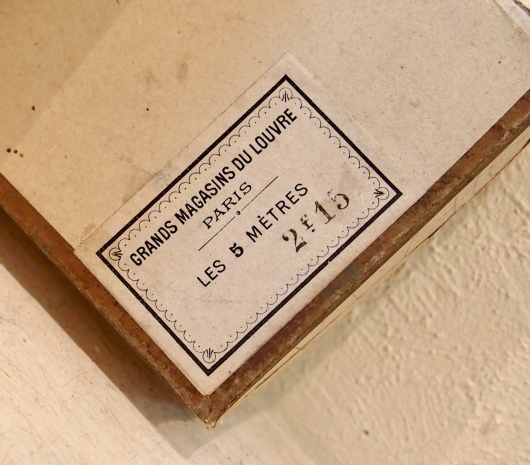 GRANDS MAGASINS DU LOUVRE
PARIS
LES 5 MÈTRES
2f15